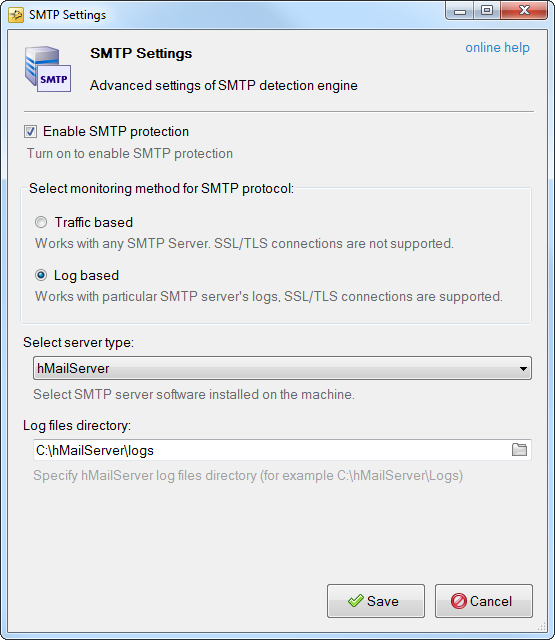 SMTP Settings
SMTP Settings
online help
SMTP
Advanced settings of SMTP detection engine
Enable SMTP protection
Turn on to enable SMTP protection
Select monitoring method for SMTP protocol:
Traffic based
Works with any SMTP Server. SSL/TLS connections are not supported.
Log based
Works with particular SMTP server's logs, SSL/TLS connections are supported.
Select server type:
hMailServer
Select SMTP server software installed on the machine.
Log files directory:
C:\hMailServer\logs
Specify hMailServer log files directory (for example C:\hMailServer\Logs)
Save
Cancel